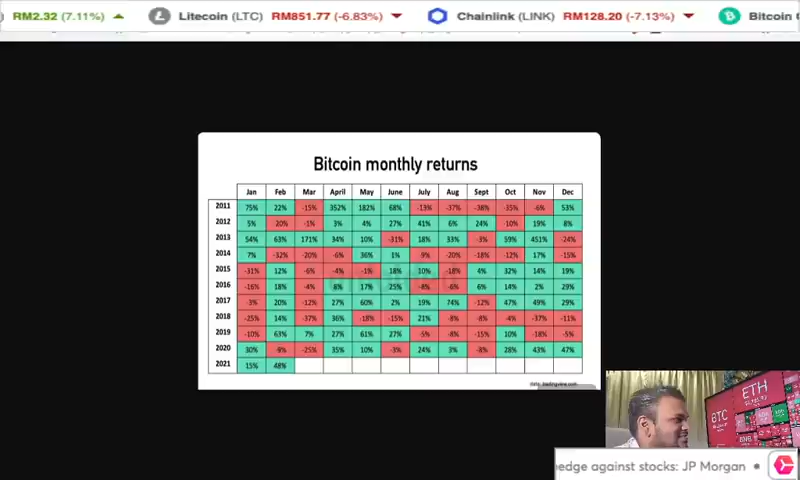 RM2.32 (7.11%) Litecoin (LTC) RM851.77 (-6.83%) Chainlink (LINK) RM128.20 (-7.13%) Bitcoin
Bitcoin monthly returns
Jan Feb Mar April May June July Aug Sept Oct Nov Dec
2011 75% 22% -15% 352% 182% 68% -13% -37% -38% -35% -6% 53%
2012 5% 20% -1% 3% 4% 27% 41% 6% 24% -10% 19% 8%
2013 54% 63% 171% 34% 10% -31% 18% 33% -3% 59% 451% -24%
2014 7% -32% -20% -6% 36% 1% 9% -20% -18% -12% 17% -15%
2015 -31% 12% -6% -4% -1% 18% 10% -18% 4% 32% 14% 19%
2016 -16% 18% -4% 8% 17% 25% -8% -6% 6% 14% 2% 29%
2017 -3% 20% -12% 27% 60% 2% 19% 74% -12% 47% 49% 29%
2018 -25% 14% -37% 36% -18% -15% 21% -8% -8% -4% -37% -11%
2019 -10% 63% 7% 27% 61% 27% -5% -8% -15% 10% -18% -5%
2020 30% -9% -25% 35% 10% -3% 24% 3% -8% 28% 43% 47%
2021 15% 48%
tradingview.com
ETH
BTC
edge against stocks: JP Morgan